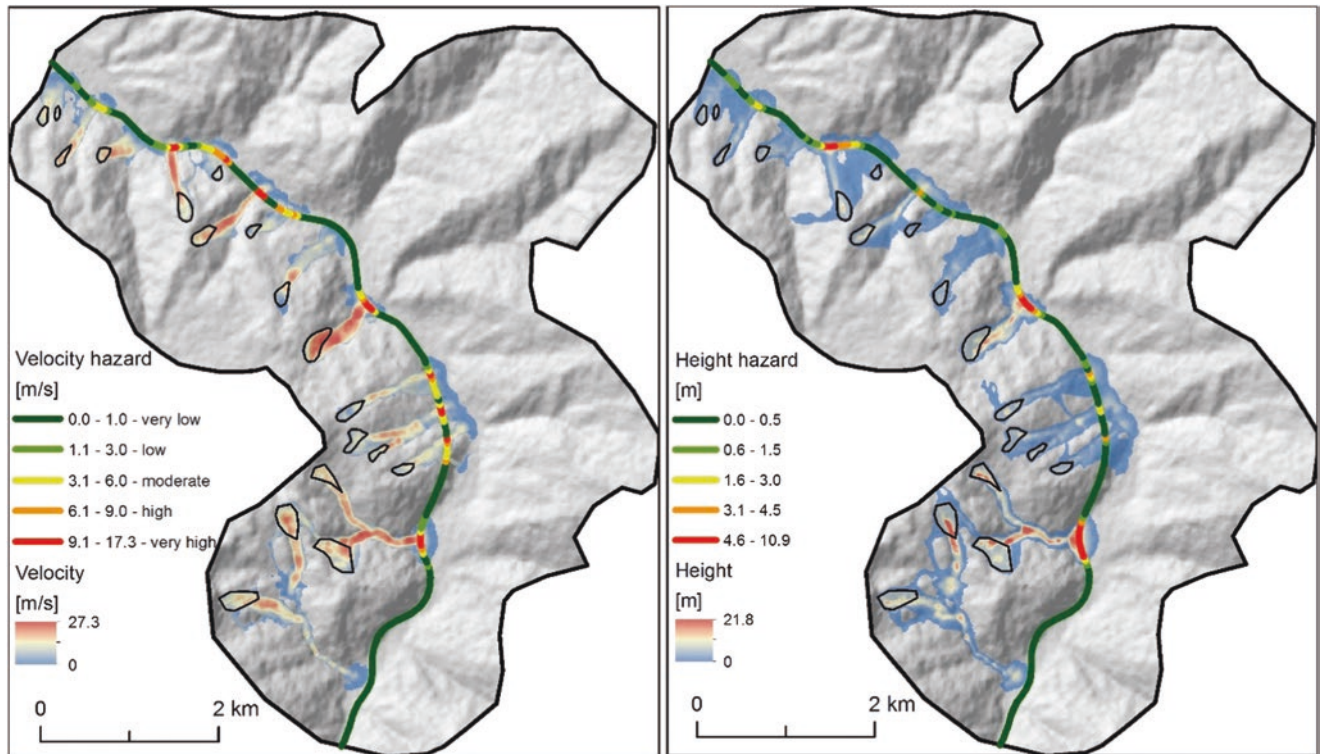 Velocity hazard
[m/s]
0.0 - 1.0 - very low
1.1 - 3.0 - low
3.1 - 6.0 - moderate
6.1 - 9.0 - high
9.1 - 17.3 - very high
Velocity
[m/s]
27.3
0
0 2 km
Height hazard
[m]
0.0 - 0.5
0.6 - 1.5
1.6 - 3.0
3.1 - 4.5
4.6 - 10.9
Height
[m]
21.8
0
0 2 km